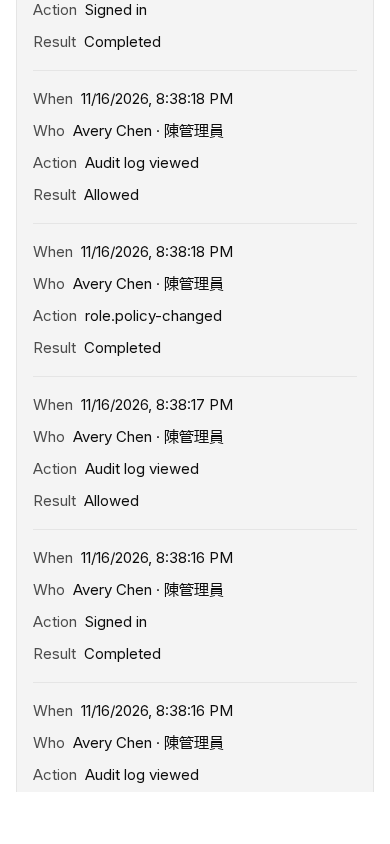 Action Signed in
Result Completed
When 11/16/2026, 8:38:18 PM
Who Avery Chen · 陳管理員
Action Audit log viewed
Result Allowed
When 11/16/2026, 8:38:18 PM
Who Avery Chen · 陳管理員
Action role.policy-changed
Result Completed
When 11/16/2026, 8:38:17 PM
Who Avery Chen · 陳管理員
Action Audit log viewed
Result Allowed
When 11/16/2026, 8:38:16 PM
Who Avery Chen · 陳管理員
Action Signed in
Result Completed
When 11/16/2026, 8:38:16 PM
Who Avery Chen · 陳管理員
Action Audit log viewed